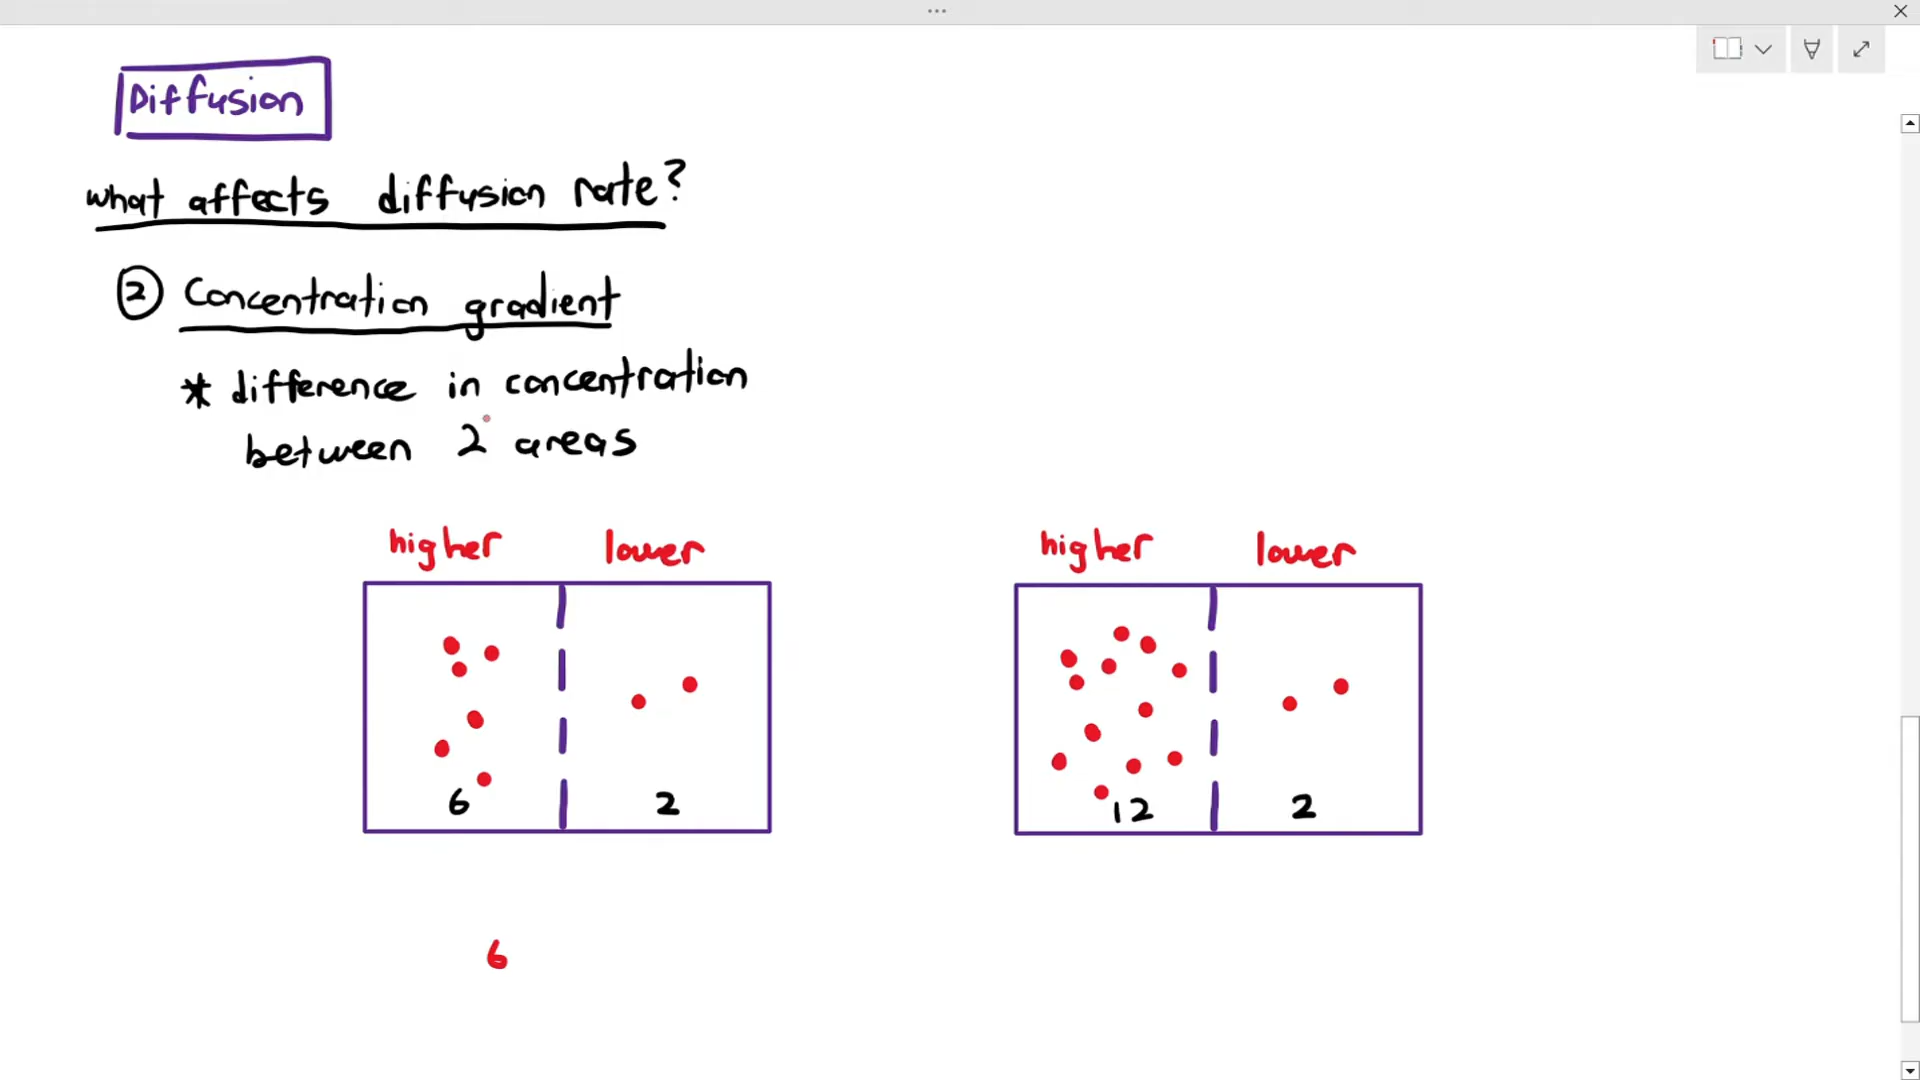 Diffusion
what affects diffusion rate?
② Concentration gradient
* difference in concentration
between 2 areas
higher lower
higher lower
6 2
12 2
6